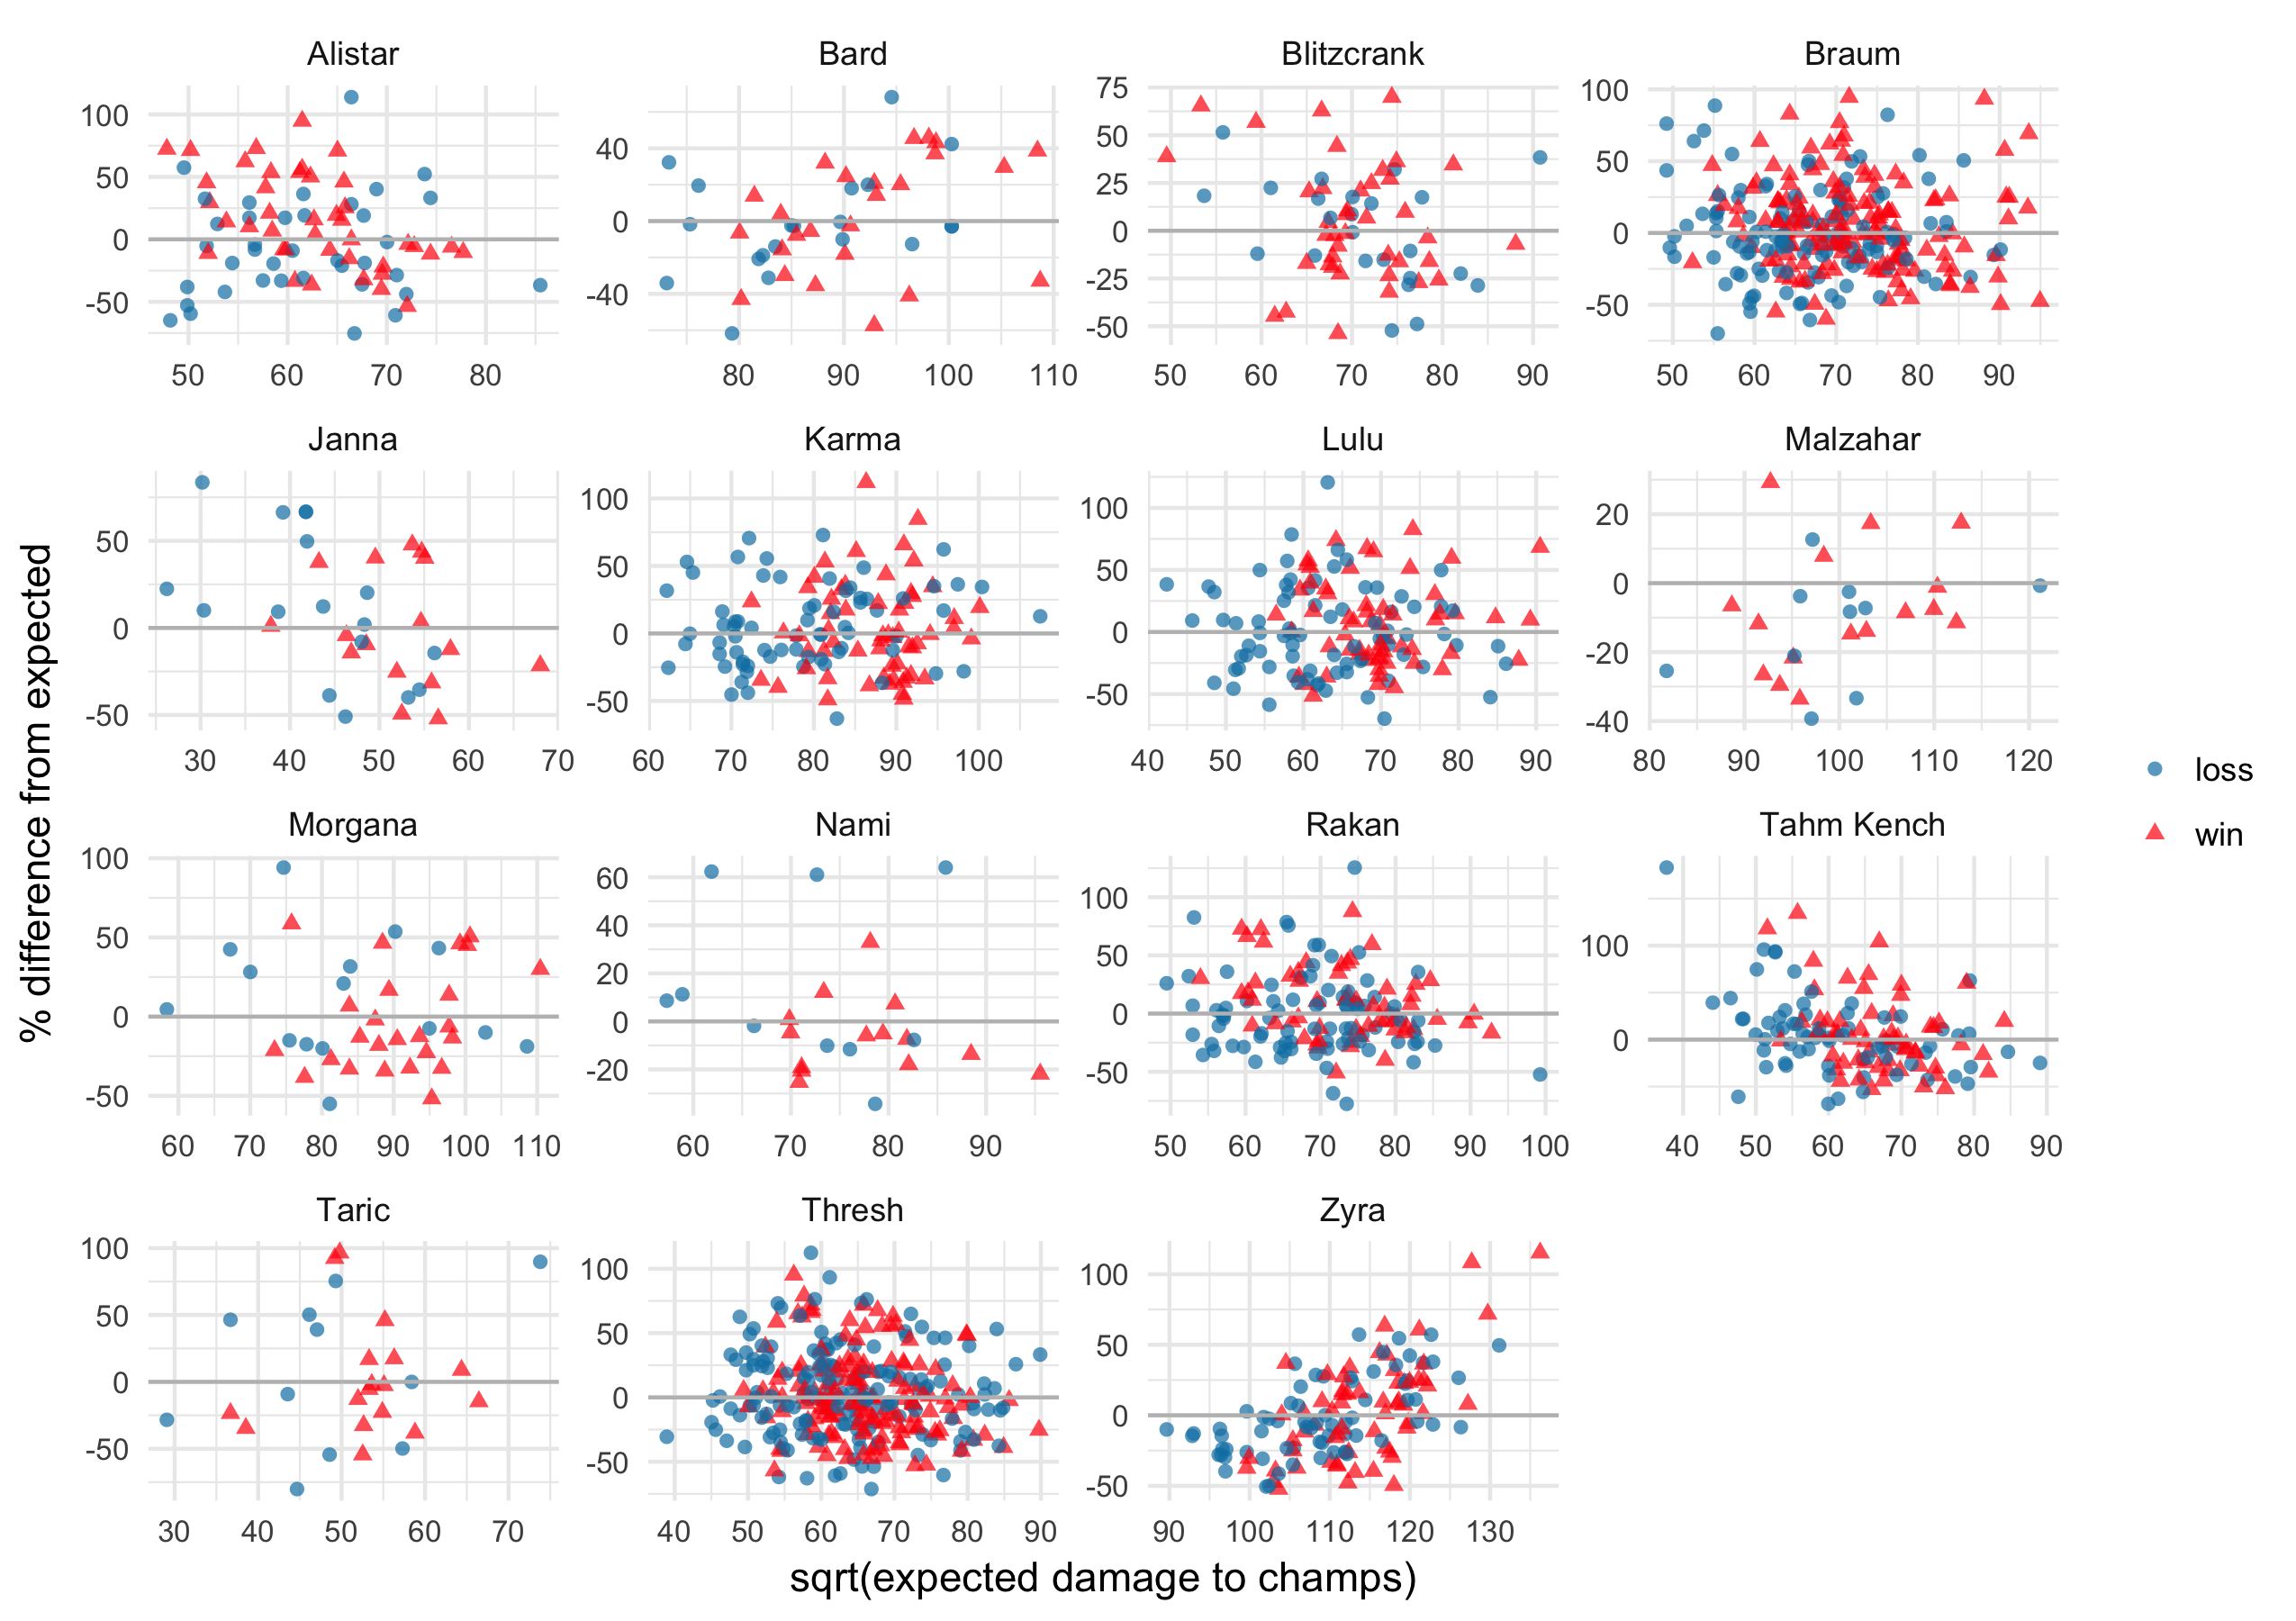 Alistar Bard Blitzcrank Braum
100 50 0 -50
40 0 -40
75 50 25 0 -25 -50
100 50 0 -50
50 60 70 80
80 90 100 110
50 60 70 80 90
50 60 70 80 90
Janna Karma Lulu Malzahar
50 0 -50
100 50 0 -50
100 50 0 -50
20 0 -20 -40
30 40 50 60 70
60 70 80 90 100
40 50 60 70 80 90
80 90 100 110 120
Morgana Nami Rakan Tahm Kench
100 50 0 -50
60 40 20 0 -20
100 50 0 -50
100 0
60 70 80 90 100 110
60 70 80 90
50 60 70 80 90 100
40 50 60 70 80 90
Taric Thresh Zyra
100 50 0 -50
100 50 0 -50
100 50 0 -50
30 40 50 60 70
40 50 60 70 80 90
90 100 110 120 130
sqrt(expected damage to champs)
% difference from expected
loss
win